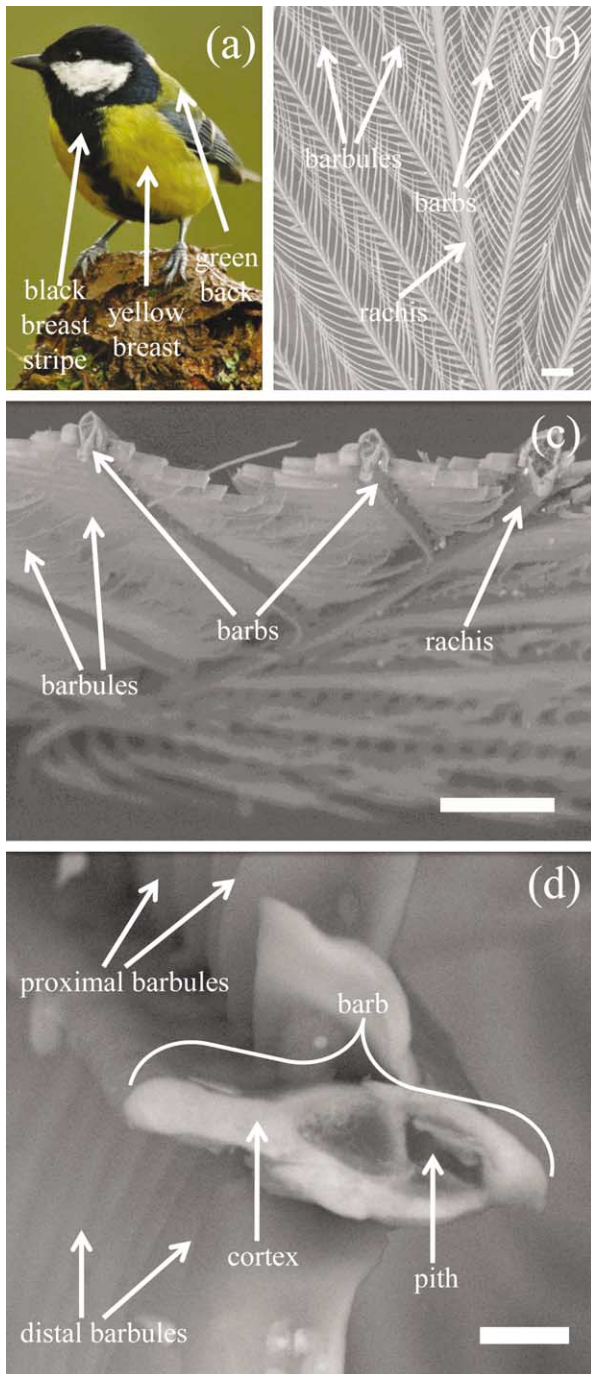 (a)
black
breast
stripe
yellow
breast
green
back
(b)
barbules
barbs
rachis
(c)
barbs
rachis
barbules
(d)
proximal barbules
barb
cortex
pith
distal barbules